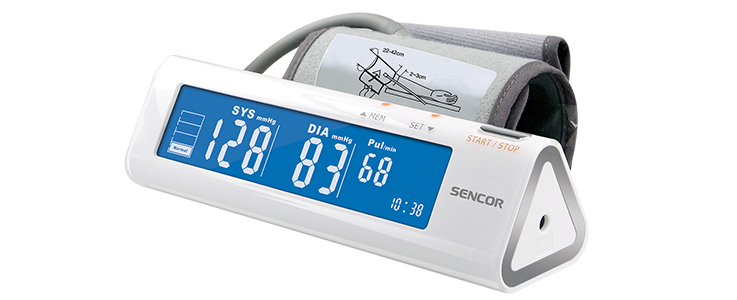 22-42cm
2~3cm
▲ MEM
SET ▼
START / STOP
SYS mmHg
128
DIA mmHg
83
Pul/min
68
Normal
10:38
SENCOR